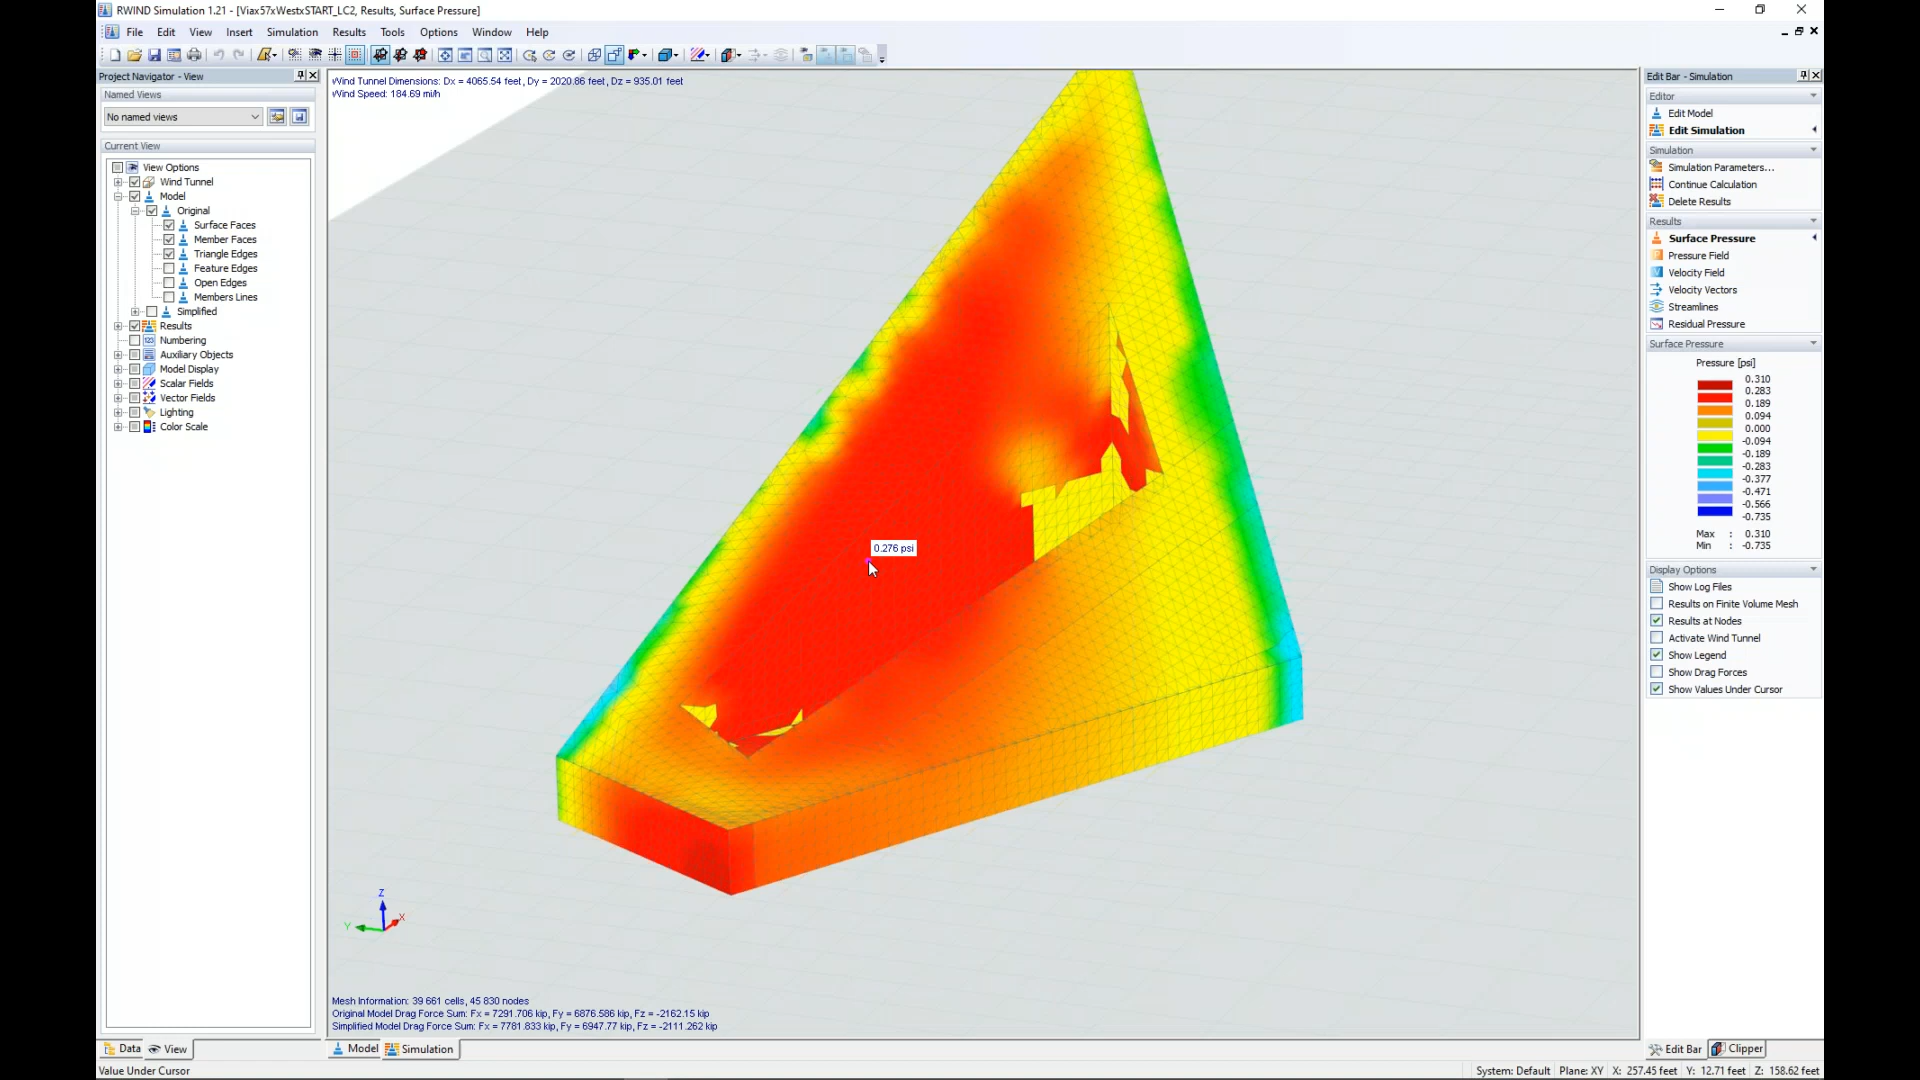 RWIND Simulation 1.21 - [Viax57xWestxSTART_LC2, Results, Surface Pressure]
File Edit View Insert Simulation Results Tools Options Window Help
Project Navigator - View
Named Views
No named views
Current View
View Options
Wind Tunnel
Model
Original
Surface Faces
Member Faces
Triangle Edges
Feature Edges
Open Edges
Members Lines
Simplified
Results
Numbering
Auxiliary Objects
Model Display
Scalar Fields
Vector Fields
Lighting
Color Scale
Data View
Wind Tunnel Dimensions: Dx = 4065.54 feet, Dy = 2020.86 feet, Dz = 935.01 feet
Wind Speed: 184.69 mi/h
0.276 psi
Z
Y X
Mesh Information: 39 661 cells, 45 830 nodes
Original Model Drag Force Sum: Fx = 7291.706 kip, Fy = 6876.586 kip, Fz = -2162.15 kip
Simplified Model Drag Force Sum: Fx = 7781.833 kip, Fy = 6947.77 kip, Fz = -2111.262 kip
Model Simulation
Edit Bar - Simulation
Editor
Edit Model
Edit Simulation
Simulation
Simulation Parameters...
Continue Calculation
Delete Results
Results
Surface Pressure
Pressure Field
Velocity Field
Velocity Vectors
Streamlines
Residual Pressure
Surface Pressure
Pressure [psi]
0.310
0.283
0.189
0.094
0.000
-0.094
-0.189
-0.283
-0.377
-0.471
-0.566
-0.735
Max : 0.310
Min : -0.735
Display Options
Show Log Files
Results on Finite Volume Mesh
Results at Nodes
Activate Wind Tunnel
Show Legend
Show Drag Forces
Show Values Under Cursor
Edit Bar Clipper
Value Under Cursor
System: Default Plane: XY X: 257.45 feet Y: 12.71 feet Z: 158.62 feet